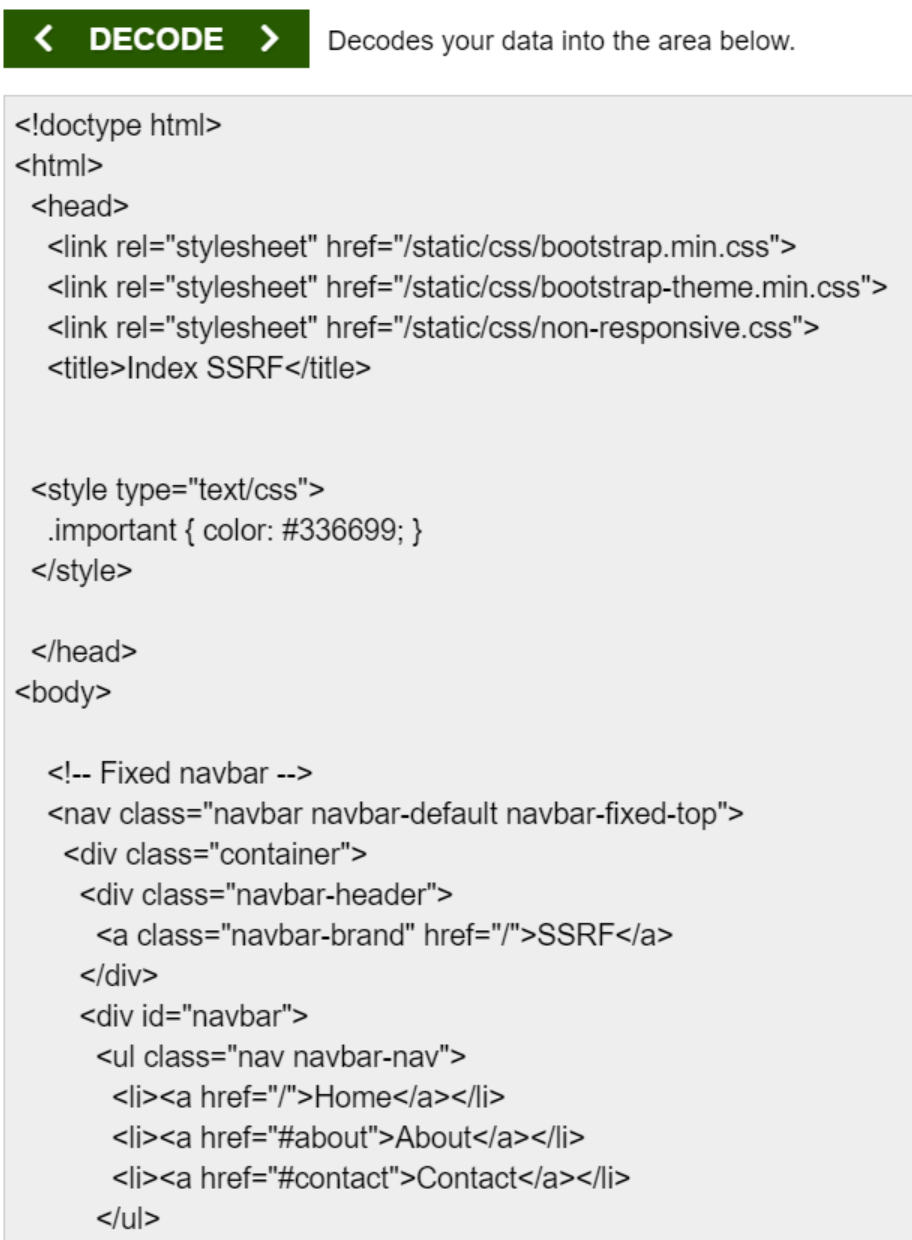 DECODE Decodes your data into the area below.
<!doctype html>
<html>
<head>
<link rel="stylesheet" href="/static/css/bootstrap.min.css">
<link rel="stylesheet" href="/static/css/bootstrap-theme.min.css">
<link rel="stylesheet" href="/static/css/non-responsive.css">
<title>Index SSRF</title>
<style type="text/css">
.important { color: #336699; }
</style>
</head>
<body>
<!-- Fixed navbar -->
<nav class="navbar navbar-default navbar-fixed-top">
<div class="container">
<div class="navbar-header">
<a class="navbar-brand" href="/">SSRF</a>
</div>
<div id="navbar">
<ul class="nav navbar-nav">
<li><a href="/">Home</a></li>
<li><a href="#about">About</a></li>
<li><a href="#contact">Contact</a></li>
</ul>